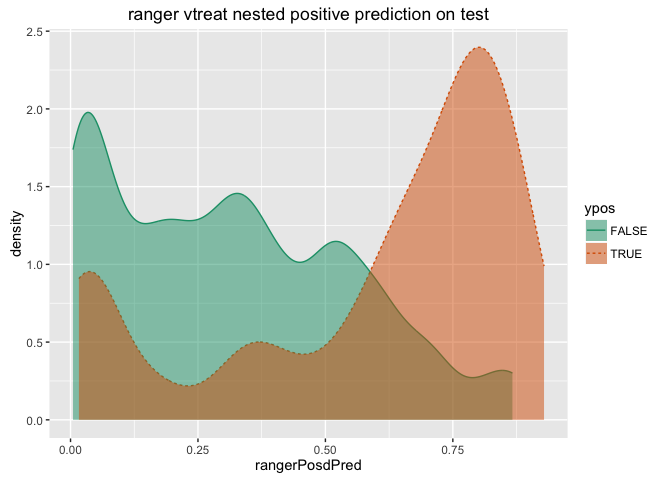 ranger vtreat nested positive prediction on test
2.5
2.0
1.5
1.0
0.5
0.0
density
0.00 0.25 0.50 0.75
rangerPosdPred
ypos
FALSE
TRUE